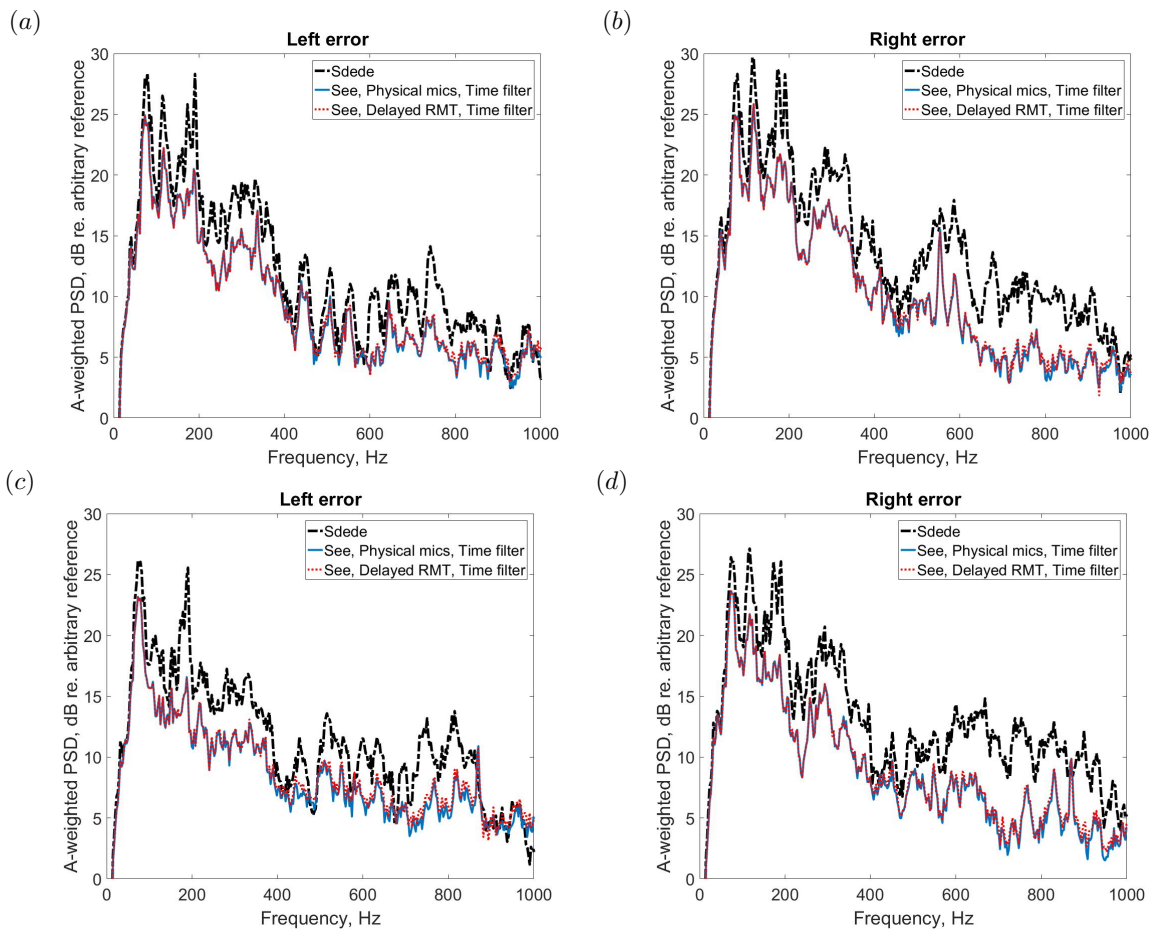 (a)
Left error
A-weighted PSD, dB re. arbitrary reference
30
25
20
15
10
5
0
Sdede
See, Physical mics, Time filter
See, Delayed RMT, Time filter
0 200 400 600 800 1000
Frequency, Hz
(b)
Right error
A-weighted PSD, dB re. arbitrary reference
30
25
20
15
10
5
0
Sdede
See, Physical mics, Time filter
See, Delayed RMT, Time filter
0 200 400 600 800 1000
Frequency, Hz
(c)
Left error
A-weighted PSD, dB re. arbitrary reference
30
25
20
15
10
5
0
Sdede
See, Physical mics, Time filter
See, Delayed RMT, Time filter
0 200 400 600 800 1000
Frequency, Hz
(d)
Right error
A-weighted PSD, dB re. arbitrary reference
30
25
20
15
10
5
0
Sdede
See, Physical mics, Time filter
See, Delayed RMT, Time filter
0 200 400 600 800 1000
Frequency, Hz